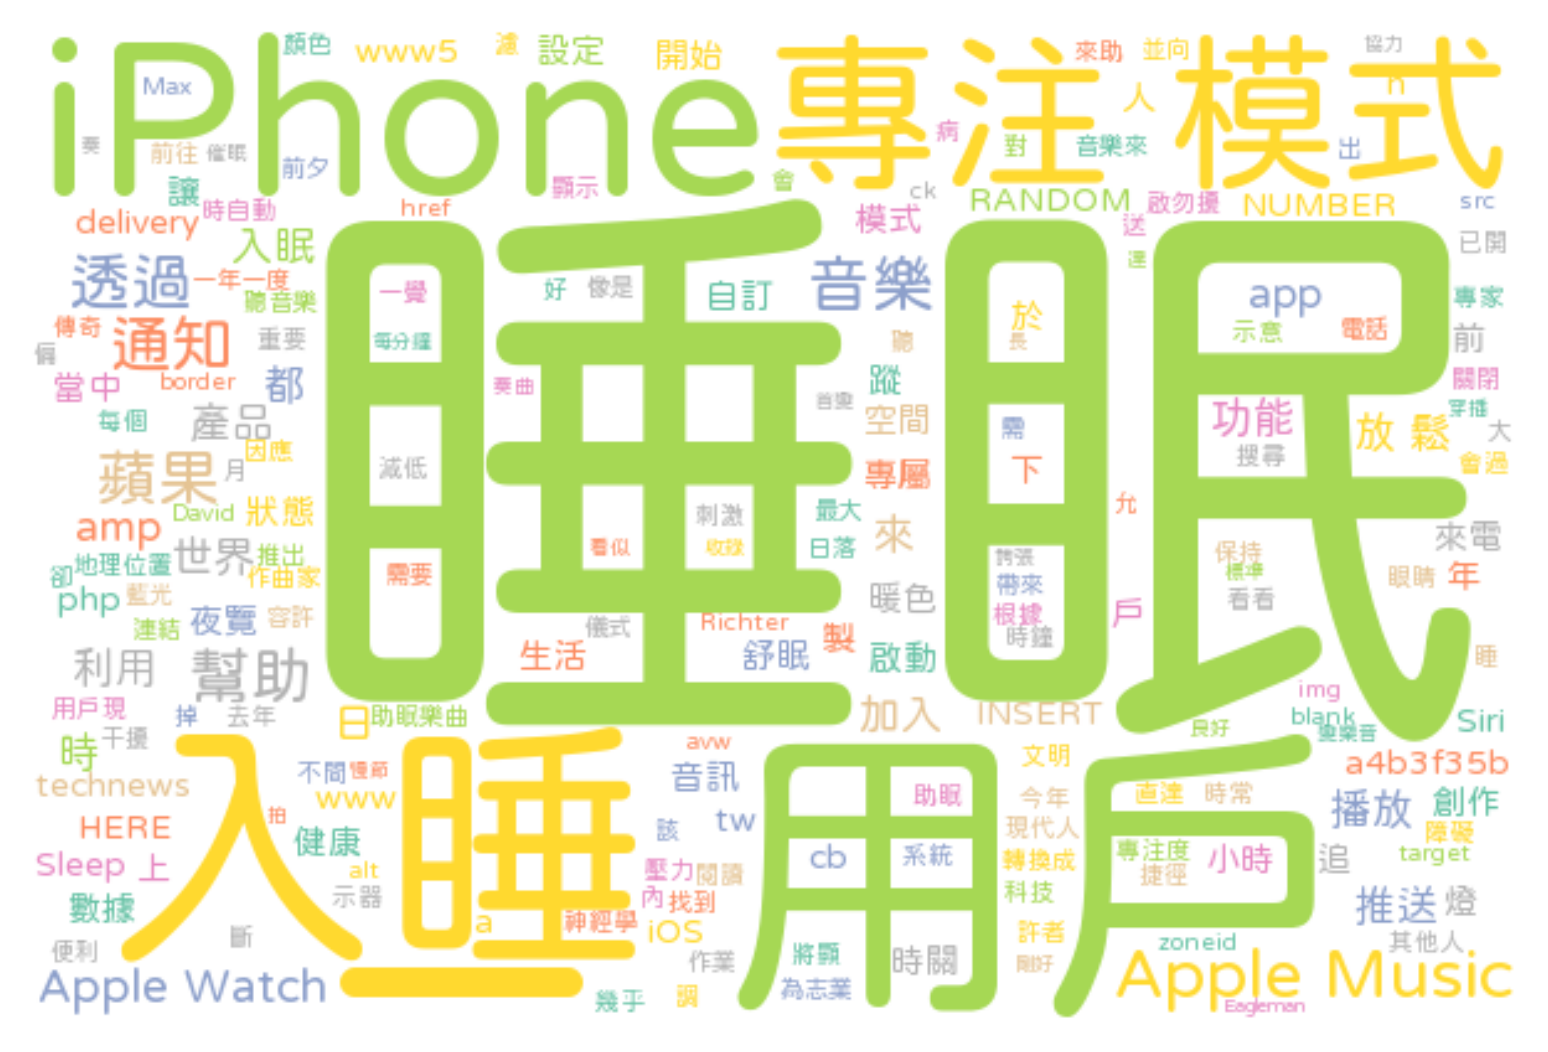 iPhone 專注 模式
顏色 www5 濾 設定 開始 來助 並向 協力
Max 人 n
奏 前往 催眠 前夕 病 對 音樂來 出
讓 顯示 會 ck RANDOM 啟勿擾 NUMBER src
delivery 時自動 href 模式 送 已開
入眠 睡眠 達
透過 一年一度 一覺 好 像是 自訂 音樂 於 app 專家
聽音樂
傳奇 通知 重要 每分鐘 聽 長 示意 電話 前
倆 當中 border 都 奏曲 蹤 首變 關閉
每個 產品 空間 需 功能 放鬆 穿插 大
因應 搜尋 會過
蘋果 月 減低 專屬 下
amp David 狀態 刺激 最大 允
世界 推出 看似 收錄 日落 來 誇張 保持 來電
卻 地理位置 作曲家 需要 帶來 標準 眼睛 年
php 藍光 暖色 根據 看看 戶
連結 夜覽 容許 儀式 Richter 製 時鐘
利用 幫助 生活 舒眠 啟動 睡
用戶現 掉 去年 日 助眠樂曲 加入 INSERT img
時 干擾 良好 blank 變樂音 Siri
入睡 用戶
technews 不間 慢節 avw 音訊 文明 a4b3f35b
www 助眠 今年 直達 時常 播放 創作
HERE 拍 健康 該 tw 現代人 障礙
Sleep 上 alt 壓力 閱讀 cb 系統 轉換成 專注度 小時 追 target
數據 示器 內 找到 科技 捷徑 推送 燈
便利 斷 a 神經學 iOS 許者 zoneid 其他人
作業 將顯 時關 剛好
Apple Watch 幾乎 調 為志業 Apple Music
Eagleman